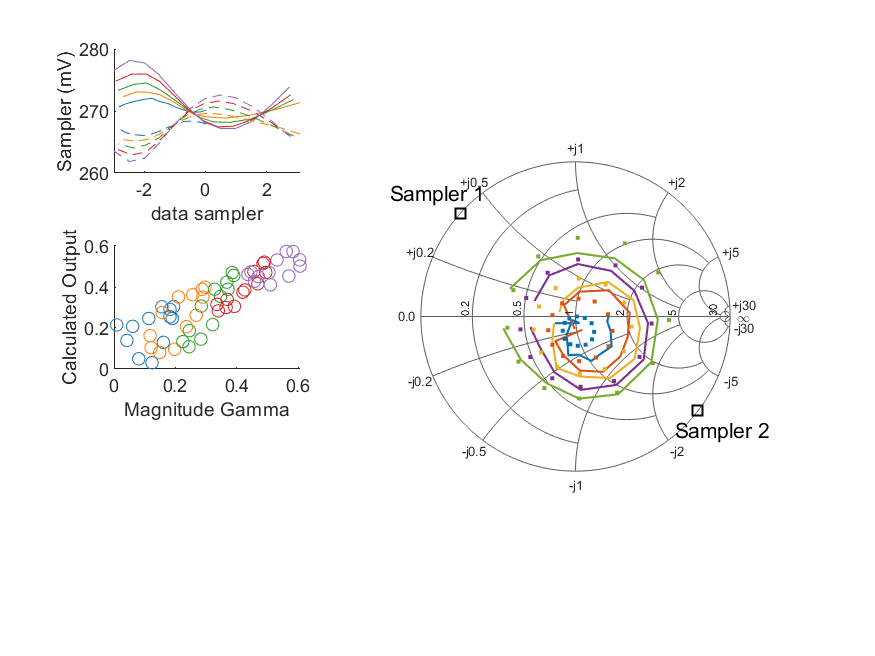 280
270
260
Sampler (mV)
-2
0
2
data sampler
0.6
0.4
0.2
0
Calculated Output
0
0.2
0.4
0.6
Magnitude Gamma
+j1
+j0.5
+j2
Sampler 1
+j0.2
+j5
0.0
0.2
0.5
1
2
5
30
+j30
∞
-j30
-j0.2
-j5
Sampler 2
-j0.5
-j2
-j1